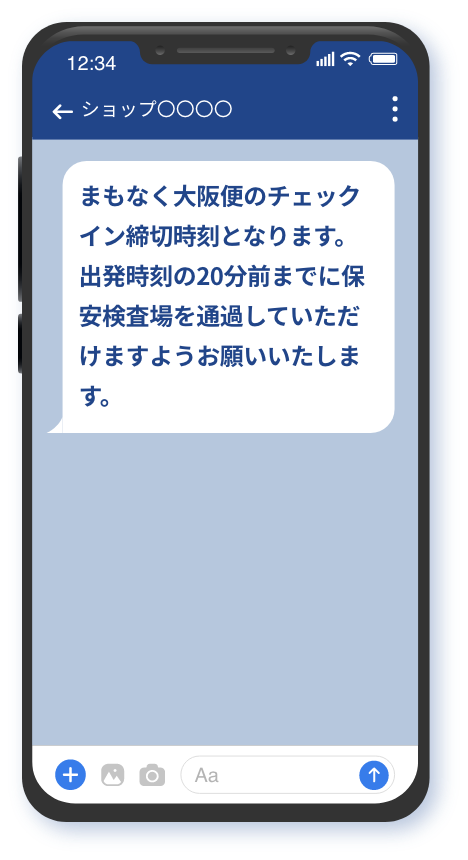 12:34
ショップ〇〇〇〇
まもなく大阪便のチェック
イン締切時刻となります。
出発時刻の20分前までに保
安検査場を通過していただ
けますようお願いいたしま
す。
Aa